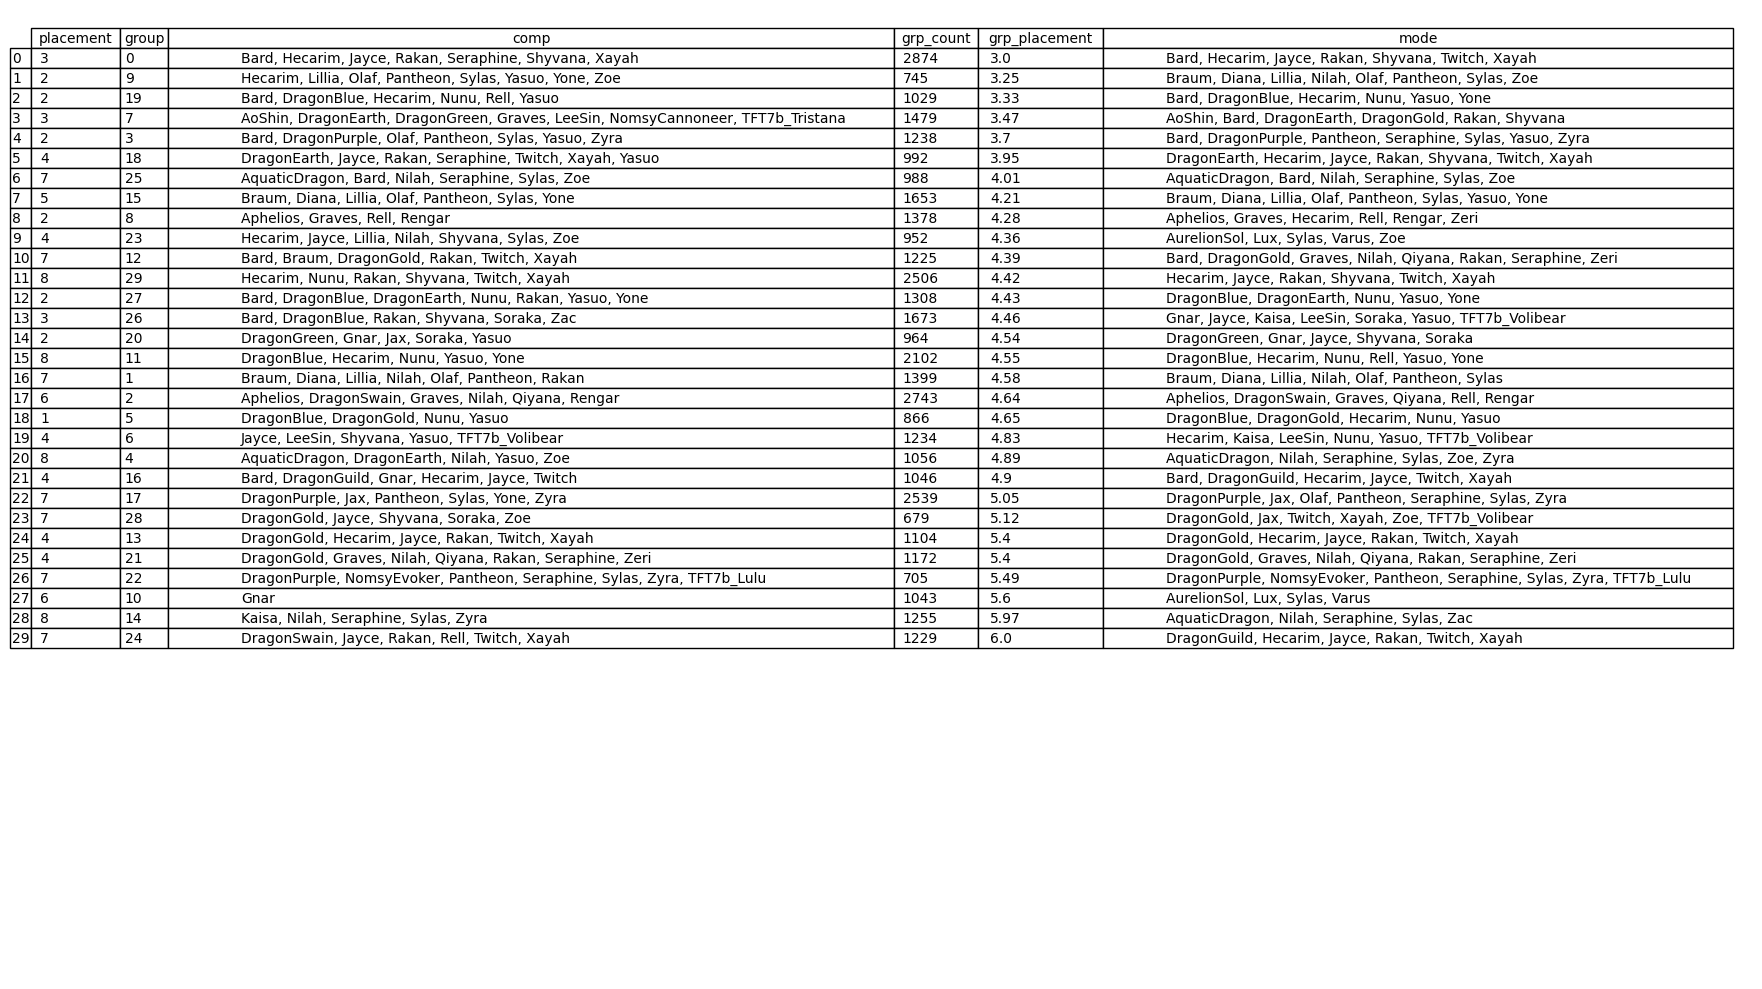 placement group comp grp_count grp_placement mode
0 3 0 Bard, Hecarim, Jayce, Rakan, Seraphine, Shyvana, Xayah 2874 3.0 Bard, Hecarim, Jayce, Rakan, Shyvana, Twitch, Xayah
1 2 9 Hecarim, Lillia, Olaf, Pantheon, Sylas, Yasuo, Yone, Zoe 745 3.25 Braum, Diana, Lillia, Nilah, Olaf, Pantheon, Sylas, Zoe
2 2 19 Bard, DragonBlue, Hecarim, Nunu, Rell, Yasuo 1029 3.33 Bard, DragonBlue, Hecarim, Nunu, Yasuo, Yone
3 3 7 AoShin, DragonEarth, DragonGreen, Graves, LeeSin, NomsyCannoneer, TFT7b_Tristana 1479 3.47 AoShin, Bard, DragonEarth, DragonGold, Rakan, Shyvana
4 2 3 Bard, DragonPurple, Olaf, Pantheon, Sylas, Yasuo, Zyra 1238 3.7 Bard, DragonPurple, Pantheon, Seraphine, Sylas, Yasuo, Zyra
5 4 18 DragonEarth, Jayce, Rakan, Seraphine, Twitch, Xayah, Yasuo 992 3.95 DragonEarth, Hecarim, Jayce, Rakan, Shyvana, Twitch, Xayah
6 7 25 AquaticDragon, Bard, Nilah, Seraphine, Sylas, Zoe 988 4.01 AquaticDragon, Bard, Nilah, Seraphine, Sylas, Zoe
7 5 15 Braum, Diana, Lillia, Olaf, Pantheon, Sylas, Yone 1653 4.21 Braum, Diana, Lillia, Olaf, Pantheon, Sylas, Yasuo, Yone
8 2 8 Aphelios, Graves, Rell, Rengar 1378 4.28 Aphelios, Graves, Hecarim, Rell, Rengar, Zeri
9 4 23 Hecarim, Jayce, Lillia, Nilah, Shyvana, Sylas, Zoe 952 4.36 AurelionSol, Lux, Sylas, Varus, Zoe
10 7 12 Bard, Braum, DragonGold, Rakan, Twitch, Xayah 1225 4.39 Bard, DragonGold, Graves, Nilah, Qiyana, Rakan, Seraphine, Zeri
11 8 29 Hecarim, Nunu, Rakan, Shyvana, Twitch, Xayah 2506 4.42 Hecarim, Jayce, Rakan, Shyvana, Twitch, Xayah
12 2 27 Bard, DragonBlue, DragonEarth, Nunu, Rakan, Yasuo, Yone 1308 4.43 DragonBlue, DragonEarth, Nunu, Yasuo, Yone
13 3 26 Bard, DragonBlue, Rakan, Shyvana, Soraka, Zac 1673 4.46 Gnar, Jayce, Kaisa, LeeSin, Soraka, Yasuo, TFT7b_Volibear
14 2 20 DragonGreen, Gnar, Jax, Soraka, Yasuo 964 4.54 DragonGreen, Gnar, Jayce, Shyvana, Soraka
15 8 11 DragonBlue, Hecarim, Nunu, Yasuo, Yone 2102 4.55 DragonBlue, Hecarim, Nunu, Rell, Yasuo, Yone
16 7 1 Braum, Diana, Lillia, Nilah, Olaf, Pantheon, Rakan 1399 4.58 Braum, Diana, Lillia, Nilah, Olaf, Pantheon, Sylas
17 6 2 Aphelios, DragonSwain, Graves, Nilah, Qiyana, Rengar 2743 4.64 Aphelios, DragonSwain, Graves, Qiyana, Rell, Rengar
18 1 5 DragonBlue, DragonGold, Nunu, Yasuo 866 4.65 DragonBlue, DragonGold, Hecarim, Nunu, Yasuo
19 4 6 Jayce, LeeSin, Shyvana, Yasuo, TFT7b_Volibear 1234 4.83 Hecarim, Kaisa, LeeSin, Nunu, Yasuo, TFT7b_Volibear
20 8 4 AquaticDragon, DragonEarth, Nilah, Yasuo, Zoe 1056 4.89 AquaticDragon, Nilah, Seraphine, Sylas, Zoe, Zyra
21 4 16 Bard, DragonGuild, Gnar, Hecarim, Jayce, Twitch 1046 4.9 Bard, DragonGuild, Hecarim, Jayce, Twitch, Xayah
22 7 17 DragonPurple, Jax, Pantheon, Sylas, Yone, Zyra 2539 5.05 DragonPurple, Jax, Olaf, Pantheon, Seraphine, Sylas, Zyra
23 7 28 DragonGold, Jayce, Shyvana, Soraka, Zoe 679 5.12 DragonGold, Jax, Twitch, Xayah, Zoe, TFT7b_Volibear
24 4 13 DragonGold, Hecarim, Jayce, Rakan, Twitch, Xayah 1104 5.4 DragonGold, Hecarim, Jayce, Rakan, Twitch, Xayah
25 4 21 DragonGold, Graves, Nilah, Qiyana, Rakan, Seraphine, Zeri 1172 5.4 DragonGold, Graves, Nilah, Qiyana, Rakan, Seraphine, Zeri
26 7 22 DragonPurple, NomsyEvoker, Pantheon, Seraphine, Sylas, Zyra, TFT7b_Lulu 705 5.49 DragonPurple, NomsyEvoker, Pantheon, Seraphine, Sylas, Zyra, TFT7b_Lulu
27 6 10 Gnar 1043 5.6 AurelionSol, Lux, Sylas, Varus
28 8 14 Kaisa, Nilah, Seraphine, Sylas, Zyra 1255 5.97 AquaticDragon, Nilah, Seraphine, Sylas, Zac
29 7 24 DragonSwain, Jayce, Rakan, Rell, Twitch, Xayah 1229 6.0 DragonGuild, Hecarim, Jayce, Rakan, Twitch, Xayah